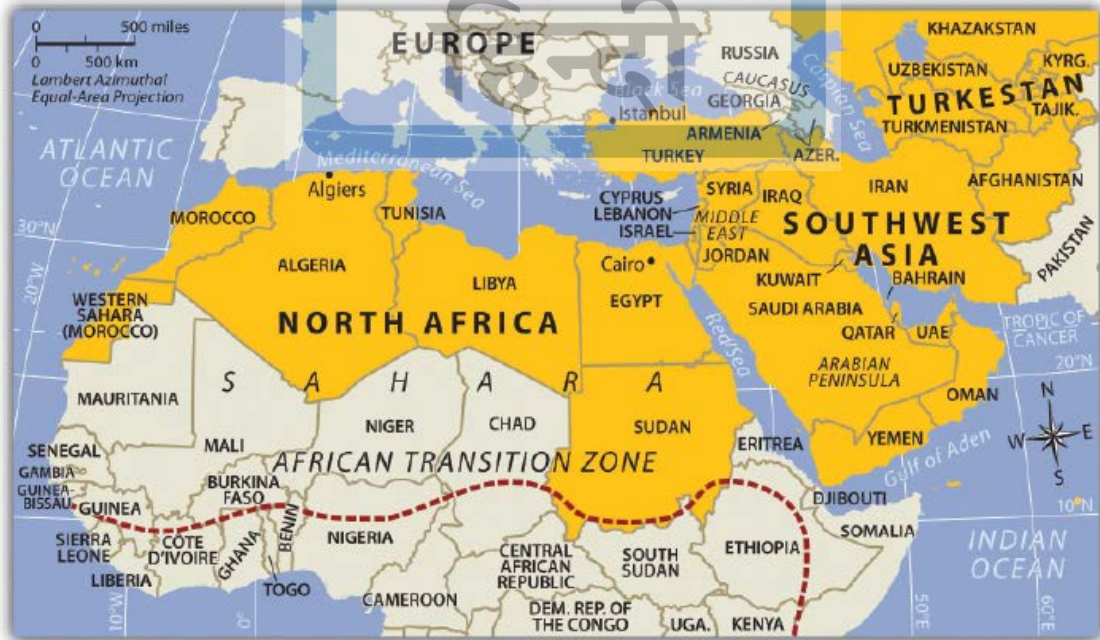 0 500 miles
0 500 km
Lambert Azimuthal
Equal-Area Projection
EUROPE
RUSSIA
CAUCASUS
GEORGIA
Black Sea
Caspian Sea
KHAZAKSTAN
UZBEKISTAN
KYRG.
TURKESTAN
TAJIK.
TURKMENISTAN
Istanbul
ARMENIA
AZER.
TURKEY
ATLANTIC
OCEAN
Mediterranean Sea
Algiers
MOROCCO
TUNISIA
CYPRUS
LEBANON
ISRAEL
SYRIA
IRAQ
MIDDLE
EAST
JORDAN
IRAN
AFGHANISTAN
SOUTHWEST
ASIA
PAKISTAN
30°N
20°W
ALGERIA
LIBYA
Cairo
EGYPT
KUWAIT
BAHRAIN
SAUDI ARABIA
QATAR
UAE
WESTERN
SAHARA
(MOROCCO)
NORTH AFRICA
Red Sea
ARABIAN
PENINSULA
TROPIC OF
CANCER
20°N
OMAN
YEMEN
Gulf of Aden
N
W E
S
MAURITANIA
S A H A R A
MALI
NIGER
CHAD
SUDAN
ERITREA
AFRICAN TRANSITION ZONE
SENEGAL
GAMBIA
GUINEA-
BISSAU
GUINEA
BURKINA
FASO
BENIN
NIGERIA
SIERRA
LEONE
LIBERIA
CÔTE
D'IVOIRE
GHANA
TOGO
CAMEROON
CENTRAL
AFRICAN
REPUBLIC
SOUTH
SUDAN
ETHIOPIA
DJIBOUTI
SOMALIA
DEM. REP. OF
THE CONGO
UGA.
KENYA
10°N
INDIAN
OCEAN
10°W
0°
50°E
60°E